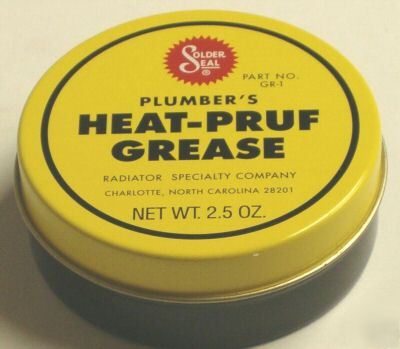 SOLDER
SEAL
®
PART NO.
GR-1
PLUMBER'S
HEAT-PRUF
GREASE
RADIATOR SPECIALTY COMPANY
CHARLOTTE, NORTH CAROLINA 28201
NET WT. 2.5 OZ.